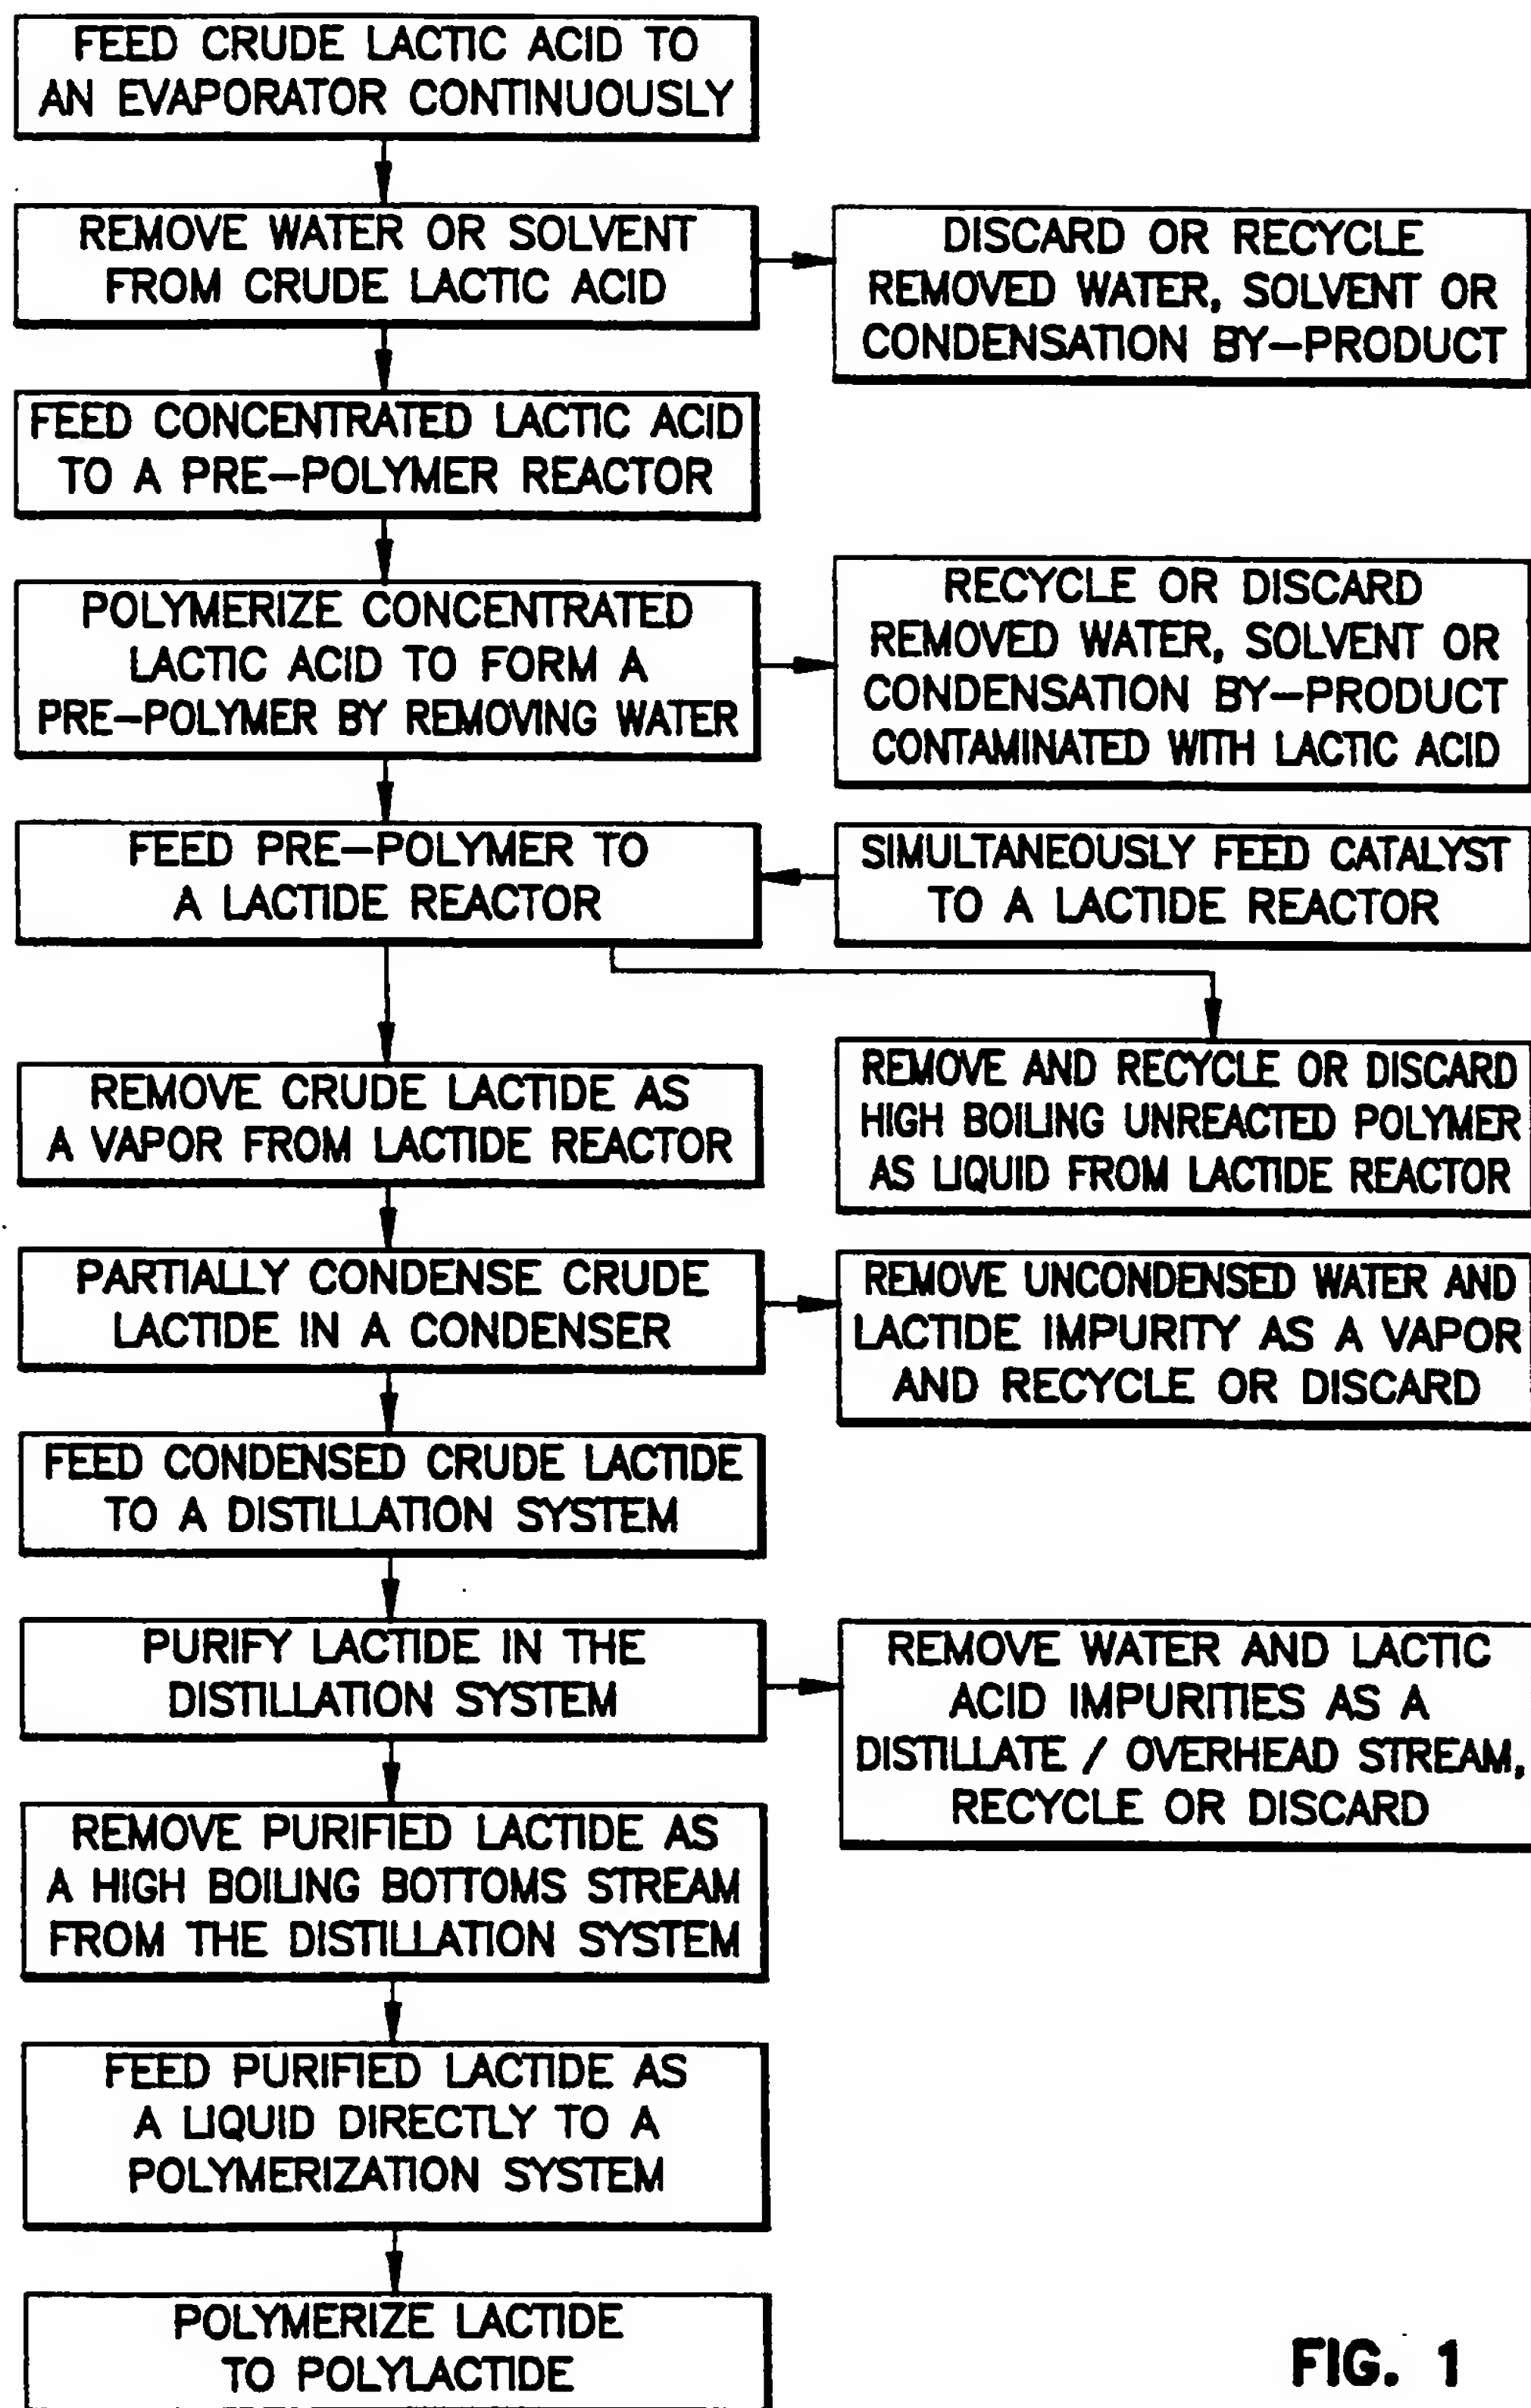 FEED CRUDE LACTIC ACID TO
AN EVAPORATOR CONTINUOUSLY
REMOVE WATER OR SOLVENT
FROM CRUDE LACTIC ACID
DISCARD OR RECYCLE
REMOVED WATER, SOLVENT OR
CONDENSATION BY-PRODUCT
FEED CONCENTRATED LACTIC ACID
TO A PRE-POLYMER REACTOR
POLYMERIZE CONCENTRATED
LACTIC ACID TO FORM A
PRE-POLYMER BY REMOVING WATER
RECYCLE OR DISCARD
REMOVED WATER, SOLVENT OR
CONDENSATION BY-PRODUCT
CONTAMINATED WITH LACTIC ACID
FEED PRE-POLYMER TO
A LACTIDE REACTOR
SIMULTANEOUSLY FEED CATALYST
TO A LACTIDE REACTOR
REMOVE CRUDE LACTIDE AS
A VAPOR FROM LACTIDE REACTOR
REMOVE AND RECYCLE OR DISCARD
HIGH BOILING UNREACTED POLYMER
AS LIQUID FROM LACTIDE REACTOR
PARTIALLY CONDENSE CRUDE
LACTIDE IN A CONDENSER
REMOVE UNCONDENSED WATER AND
LACTIDE IMPURITY AS A VAPOR
AND RECYCLE OR DISCARD
FEED CONDENSED CRUDE LACTIDE
TO A DISTILLATION SYSTEM
PURIFY LACTIDE IN THE
DISTILLATION SYSTEM
REMOVE WATER AND LACTIC
ACID IMPURITIES AS A
DISTILLATE / OVERHEAD STREAM,
RECYCLE OR DISCARD
REMOVE PURIFIED LACTIDE AS
A HIGH BOILING BOTTOMS STREAM
FROM THE DISTILLATION SYSTEM
FEED PURIFIED LACTIDE AS
A LIQUID DIRECTLY TO A
POLYMERIZATION SYSTEM
POLYMERIZE LACTIDE
TO POLYLACTIDE
FIG. 1